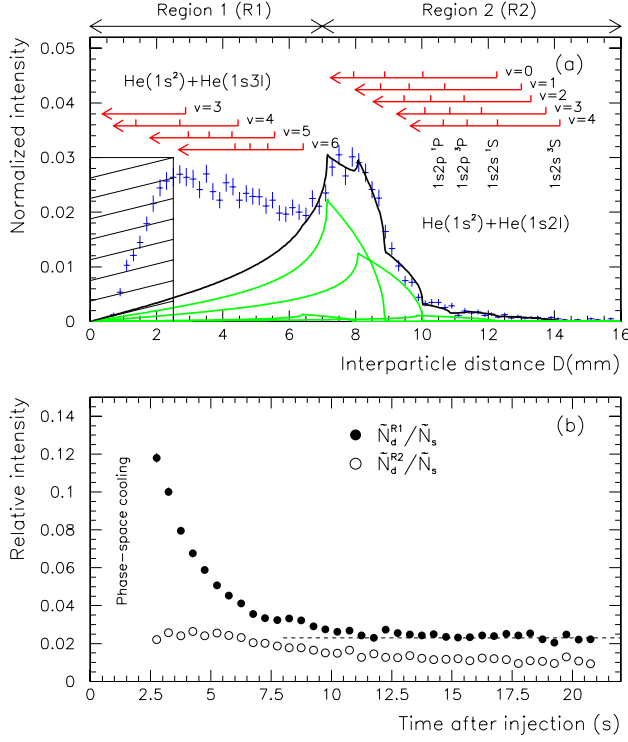 Region 1 (R1) Region 2 (R2)
Normalized intensity
0.05
0.04
0.03
0.02
0.01
0
(a)
He(1s²)+He(1s3l)
v=3
v=4
v=5
v=6
v=0
v=1
v=2
v=3
v=4
1s2p ¹P
1s2p ³P
1s2s ¹S
1s2s ³S
He(1s²)+He(1s2l)
0 2 4 6 8 10 12 14 16
Interparticle distance D(mm)
Relative intensity
0.14
0.12
0.1
0.08
0.06
0.04
0.02
0
(b)
Ñ_d^R1/Ñ_s
Ñ_d^R2/Ñ_s
Phase−space cooling
0 2.5 5 7.5 10 12.5 15 17.5 20
Time after injection (s)